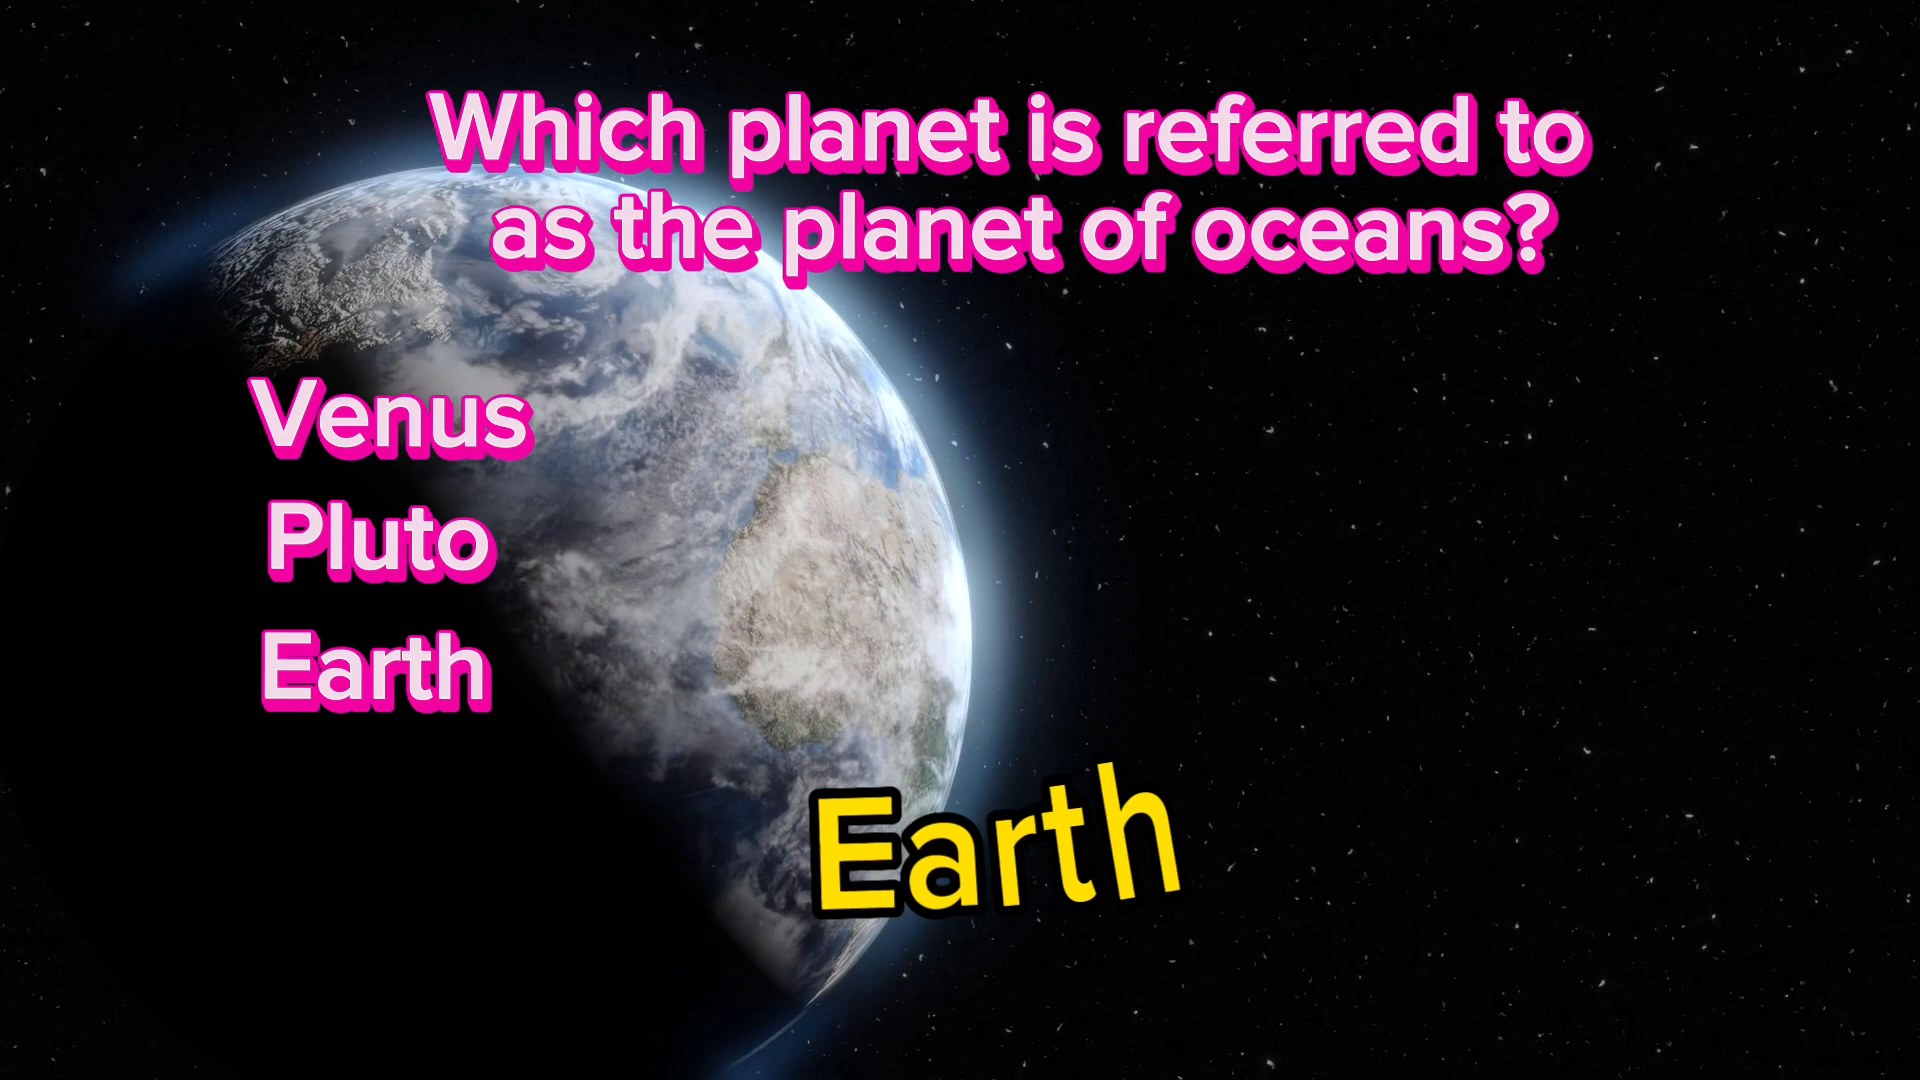 Which planet is referred to
as the planet of oceans?
Venus
Pluto
Earth
Earth